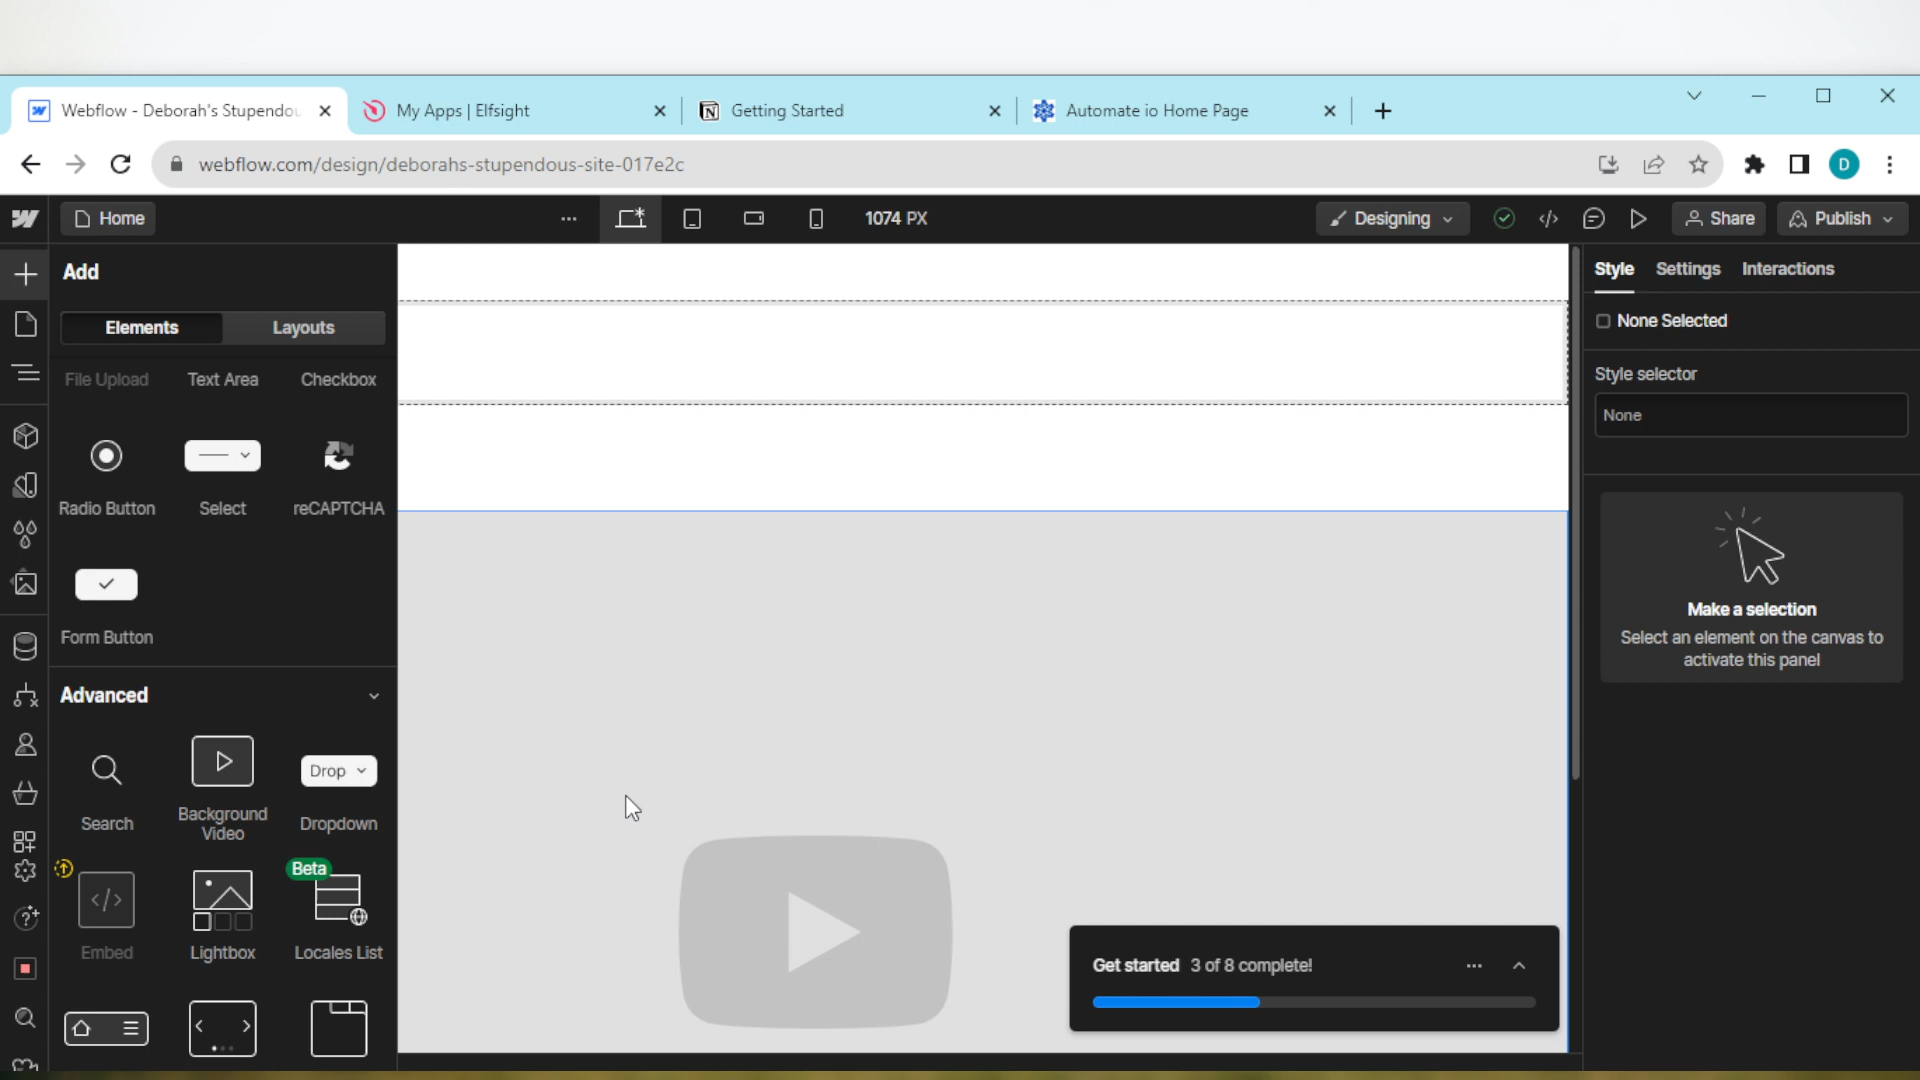 Webflow - Deborah's Stupendou
My Apps | Elfsight
Getting Started
Automate io Home Page
webflow.com/design/deborahs-stupendous-site-017e2c
D
Home
1074 PX
Designing
Share
Publish
Add
Elements
Layouts
File Upload
Text Area
Checkbox
Radio Button
Select
reCAPTCHA
Form Button
Advanced
Drop
Search
Background
Video
Dropdown
Beta
Embed
Lightbox
Locales List
Get started 3 of 8 complete!
Style
Settings
Interactions
None Selected
Style selector
None
Make a selection
Select an element on the canvas to
activate this panel